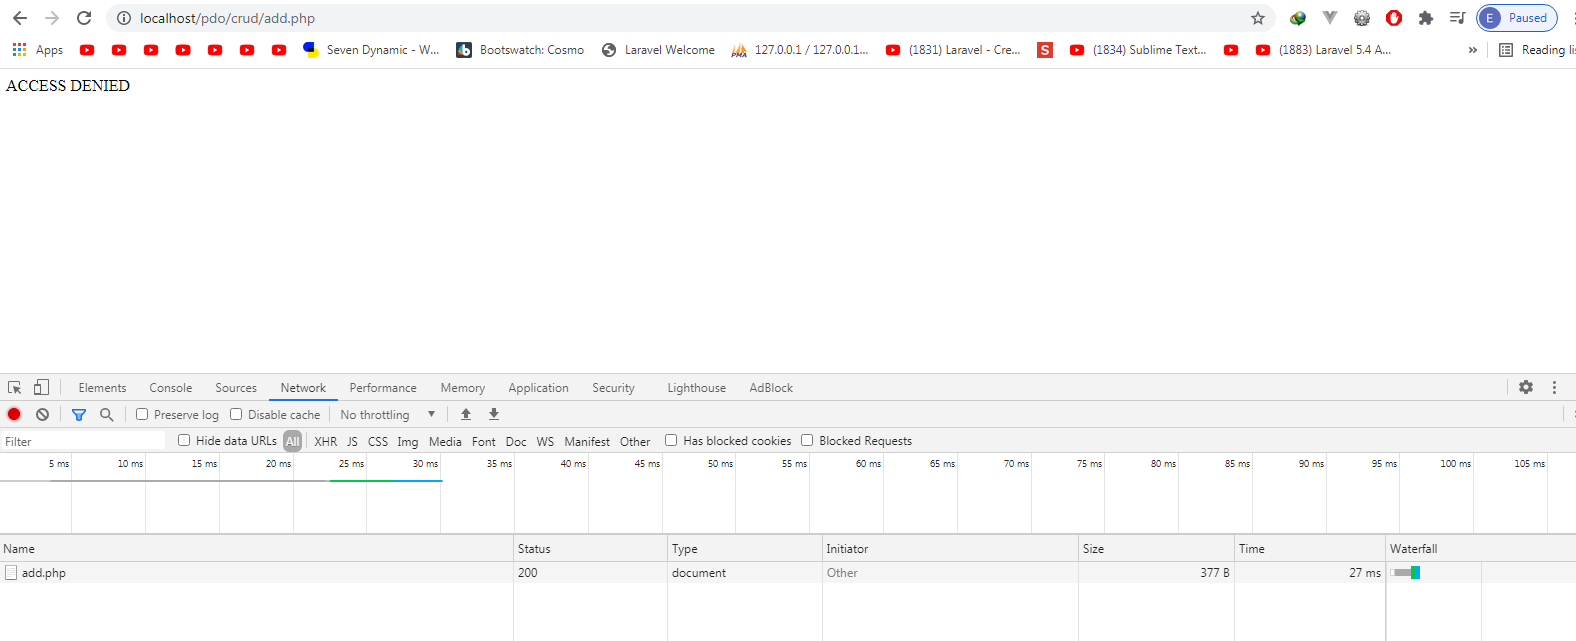 localhost/pdo/crud/add.php
E Paused
Apps Seven Dynamic - W... Bootswatch: Cosmo Laravel Welcome PMA 127.0.0.1 / 127.0.0.1... (1831) Laravel - Cre... S (1834) Sublime Text... (1883) Laravel 5.4 A... » Reading lis
ACCESS DENIED
Elements Console Sources Network Performance Memory Application Security Lighthouse AdBlock
Preserve log Disable cache No throttling
Filter Hide data URLs All XHR JS CSS Img Media Font Doc WS Manifest Other Has blocked cookies Blocked Requests
5 ms 10 ms 15 ms 20 ms 25 ms 30 ms 35 ms 40 ms 45 ms 50 ms 55 ms 60 ms 65 ms 70 ms 75 ms 80 ms 85 ms 90 ms 95 ms 100 ms 105 ms
Name Status Type Initiator Size Time Waterfall
add.php 200 document Other 377 B 27 ms